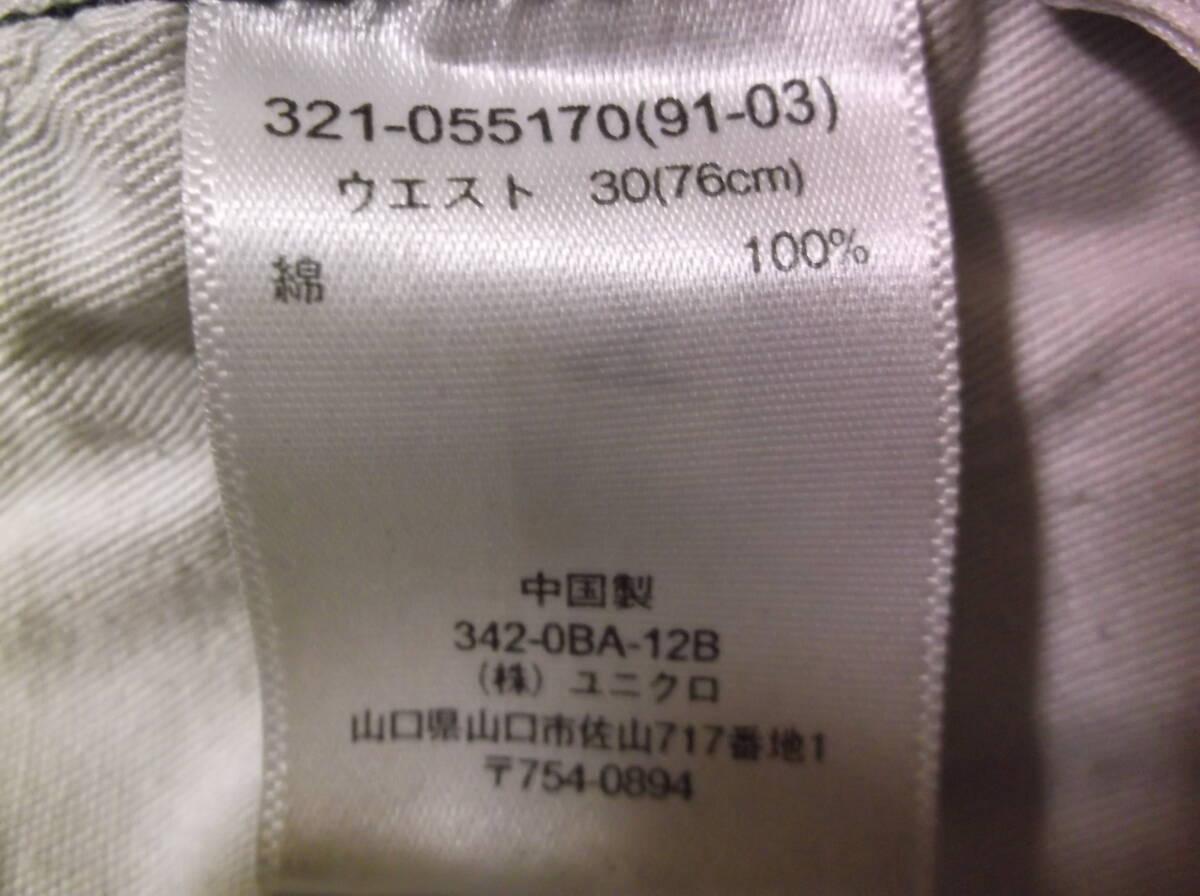 321-055170(91-03)
ウエスト 30(76cm)
綿 100%
中国製
342-0BA-12B
(株) ユニクロ
山口県山口市佐山717番地1
〒754-0894